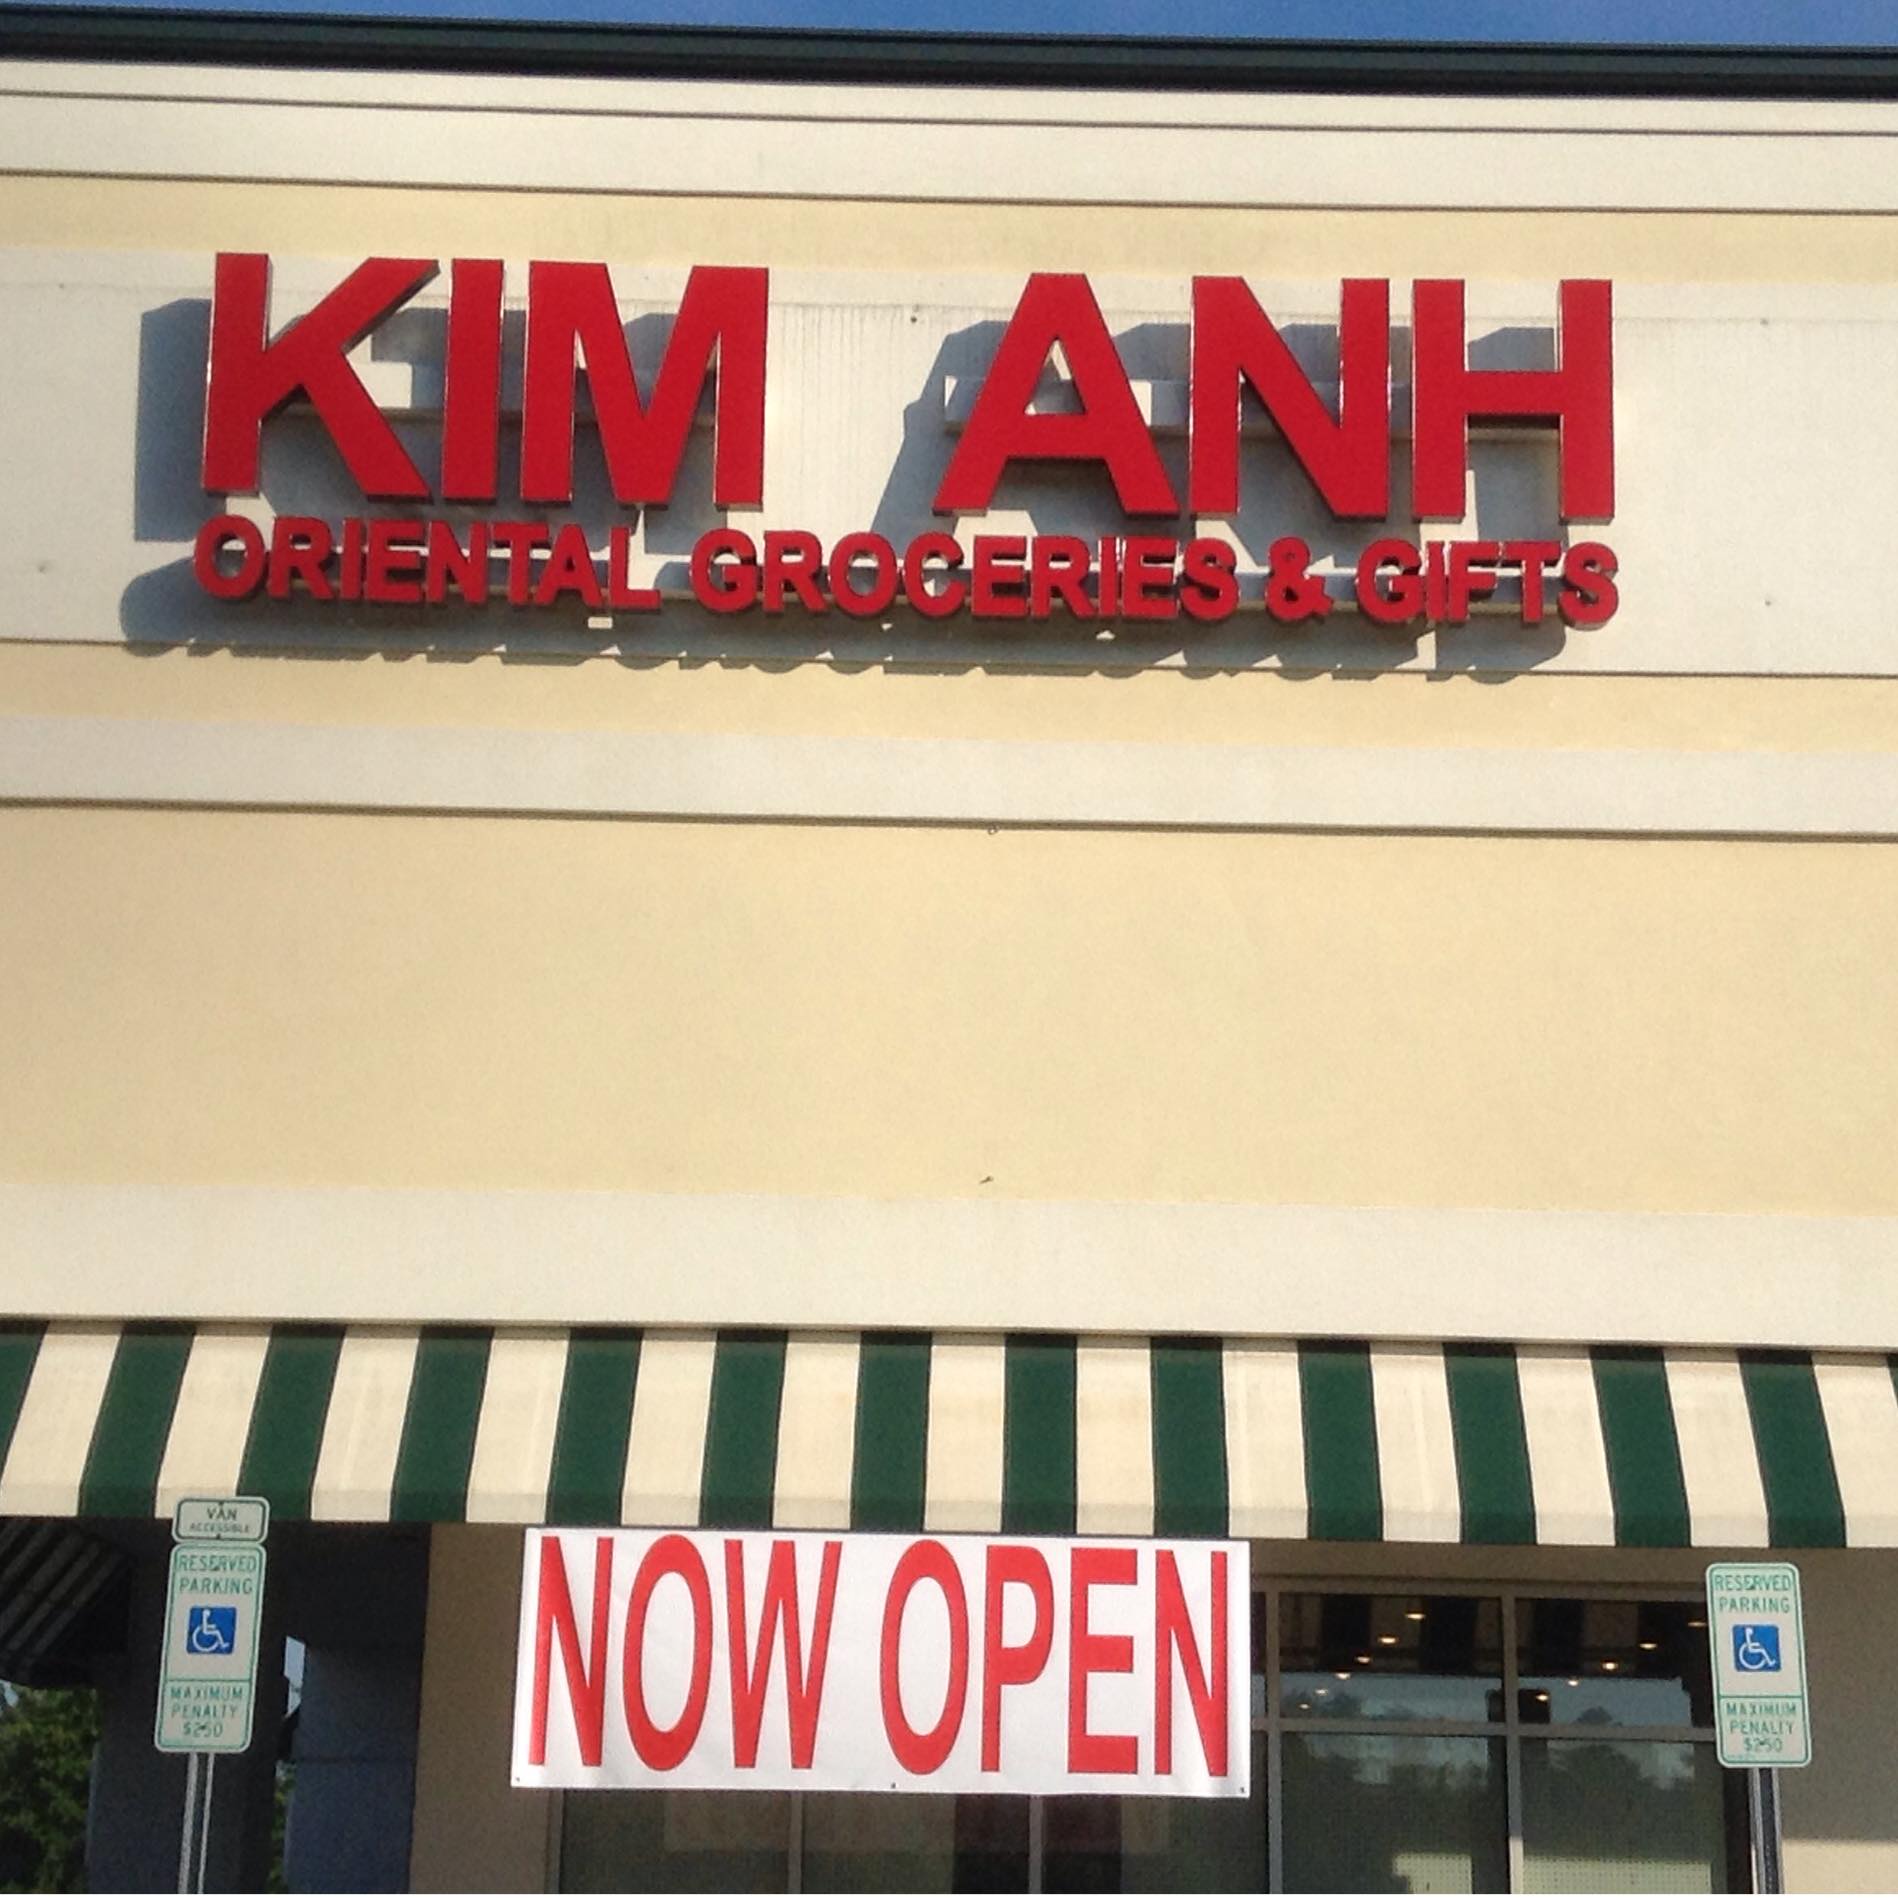 KIM ANH
ORIENTAL GROCERIES & GIFTS
VAN
ACCESSIBLE
RESERVED
PARKING
MAXIMUM
PENALTY
$250
NOW OPEN
RESERVED
PARKING
MAXIMUM
PENALTY
$250